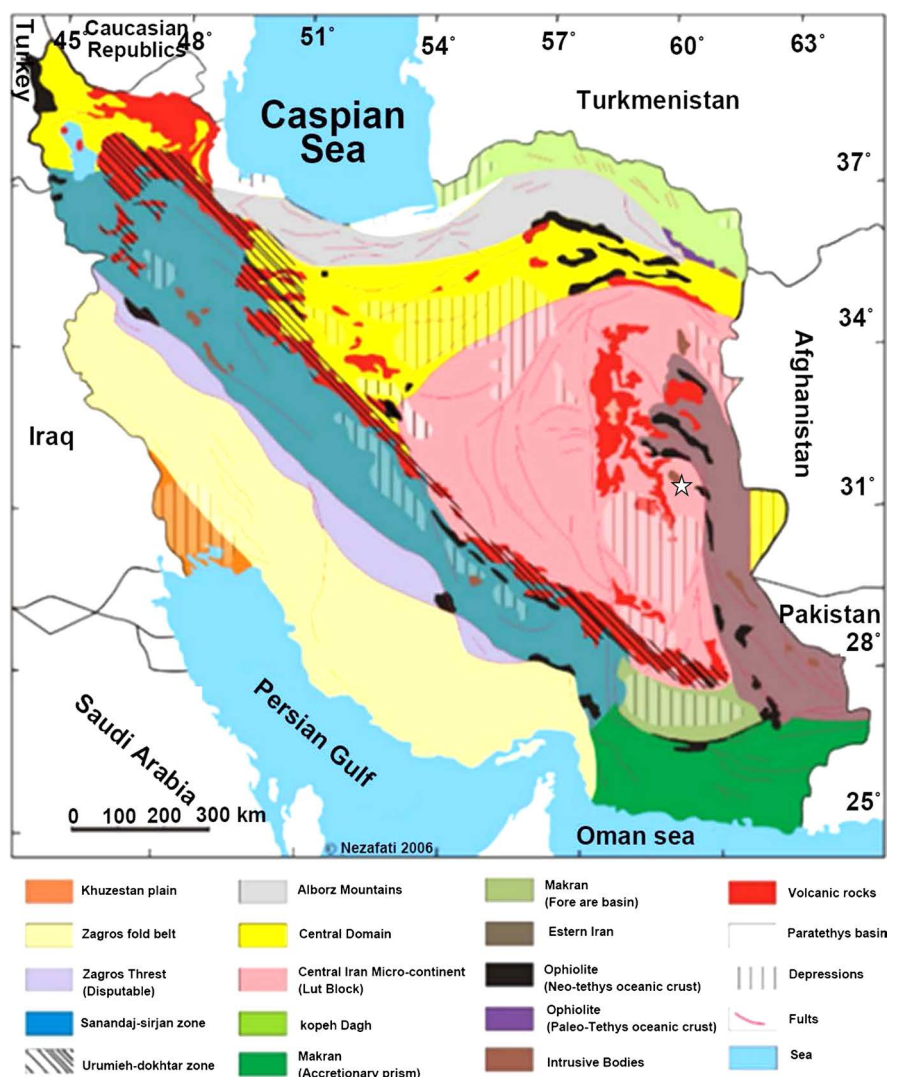 Turkey
Caucasian
Republics
45°
48°
51°
54°
57°
60°
63°
Caspian
Sea
Turkmenistan
37°
34°
Afghanistan
Iraq
31°
Pakistan
28°
Saudi Arabia
Persian Gulf
25°
0 100 200 300 km
Oman sea
© Nezafati 2006
Khuzestan plain
Zagros fold belt
Zagros Threst
(Disputable)
Sanandaj-sirjan zone
Urumieh-dokhtar zone
Alborz Mountains
Central Domain
Central Iran Micro-continent
(Lut Block)
kopeh Dagh
Makran
(Accretionary prism)
Makran
(Fore are basin)
Estern Iran
Ophiolite
(Neo-tethys oceanic crust)
Ophiolite
(Paleo-Tethys oceanic crust)
Intrusive Bodies
Volcanic rocks
Paratethys basin
Depressions
Fults
Sea